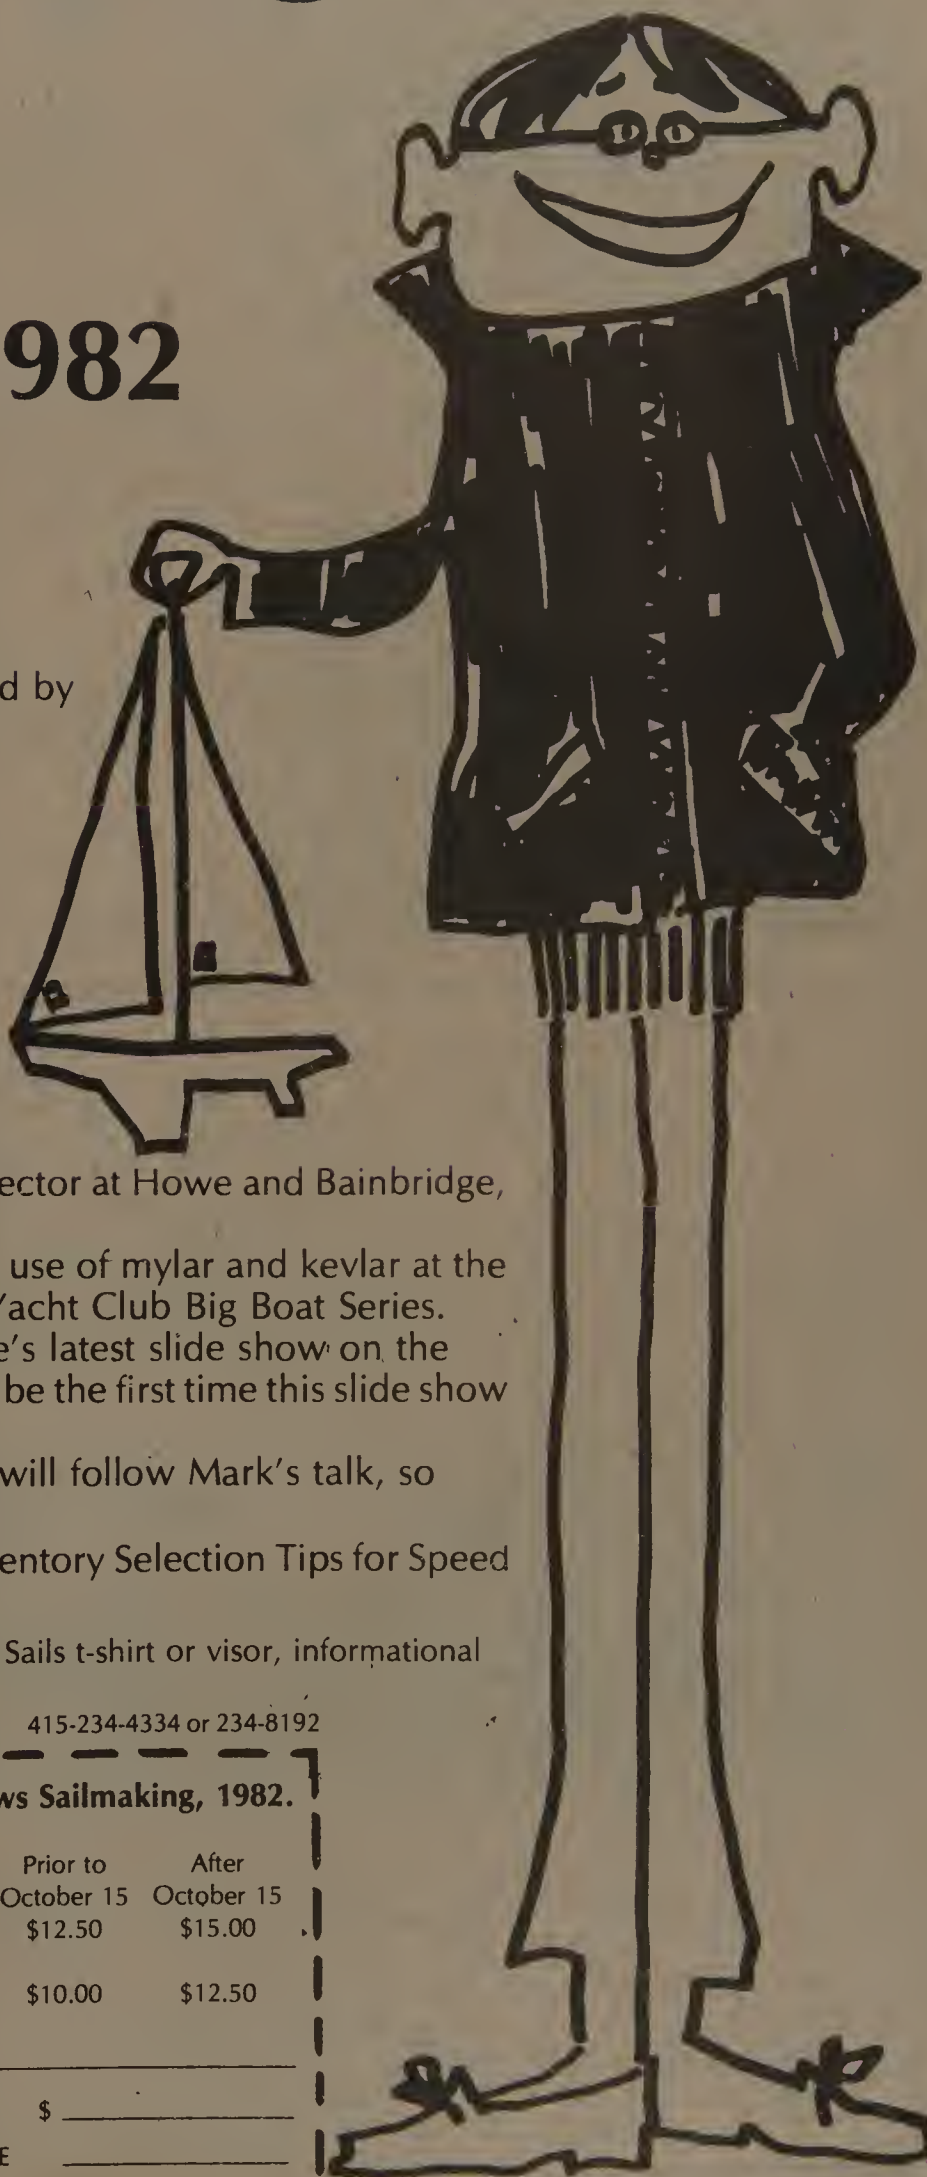 982
d by
ector at Howe and Bainbridge,
use of mylar and kevlar at the
Yacht Club Big Boat Series.
e's latest slide show on the
be the first time this slide show
will follow Mark's talk, so
entory Selection Tips for Speed
Sails t-shirt or visor, informational
415-234-4334 or 234-8192
ws Sailmaking, 1982.
Prior to After
October 15 October 15
$12.50 $15.00
$10.00 $12.50
$
E